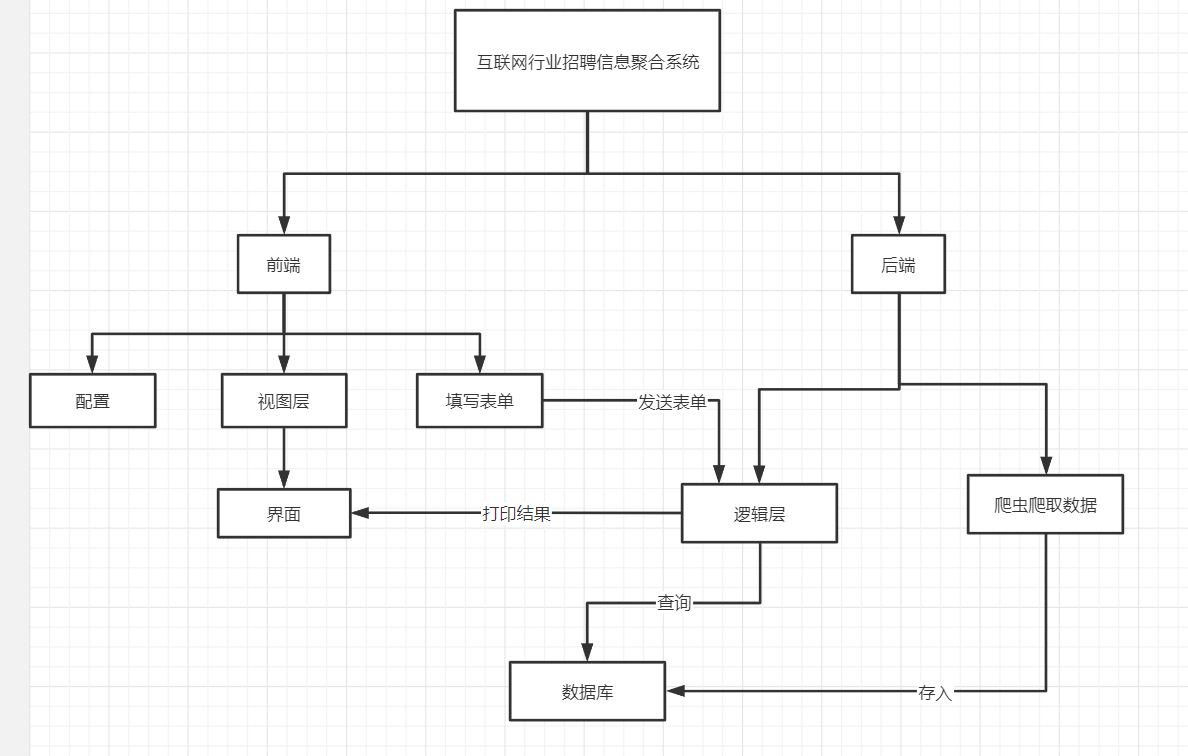 互联网行业招聘信息聚合系统
前端
后端
配置
视图层
填写表单
发送表单
界面
打印结果
逻辑层
爬虫爬取数据
查询
数据库
存入